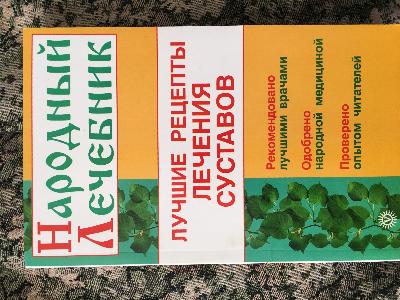 Народный
Лечебник
ЛУЧШИЕ РЕЦЕПТЫ
ЛЕЧЕНИЯ
СУСТАВОВ
Рекомендовано
лучшими врачами
Одобрено
народной медициной
Проверено
опытом читателей